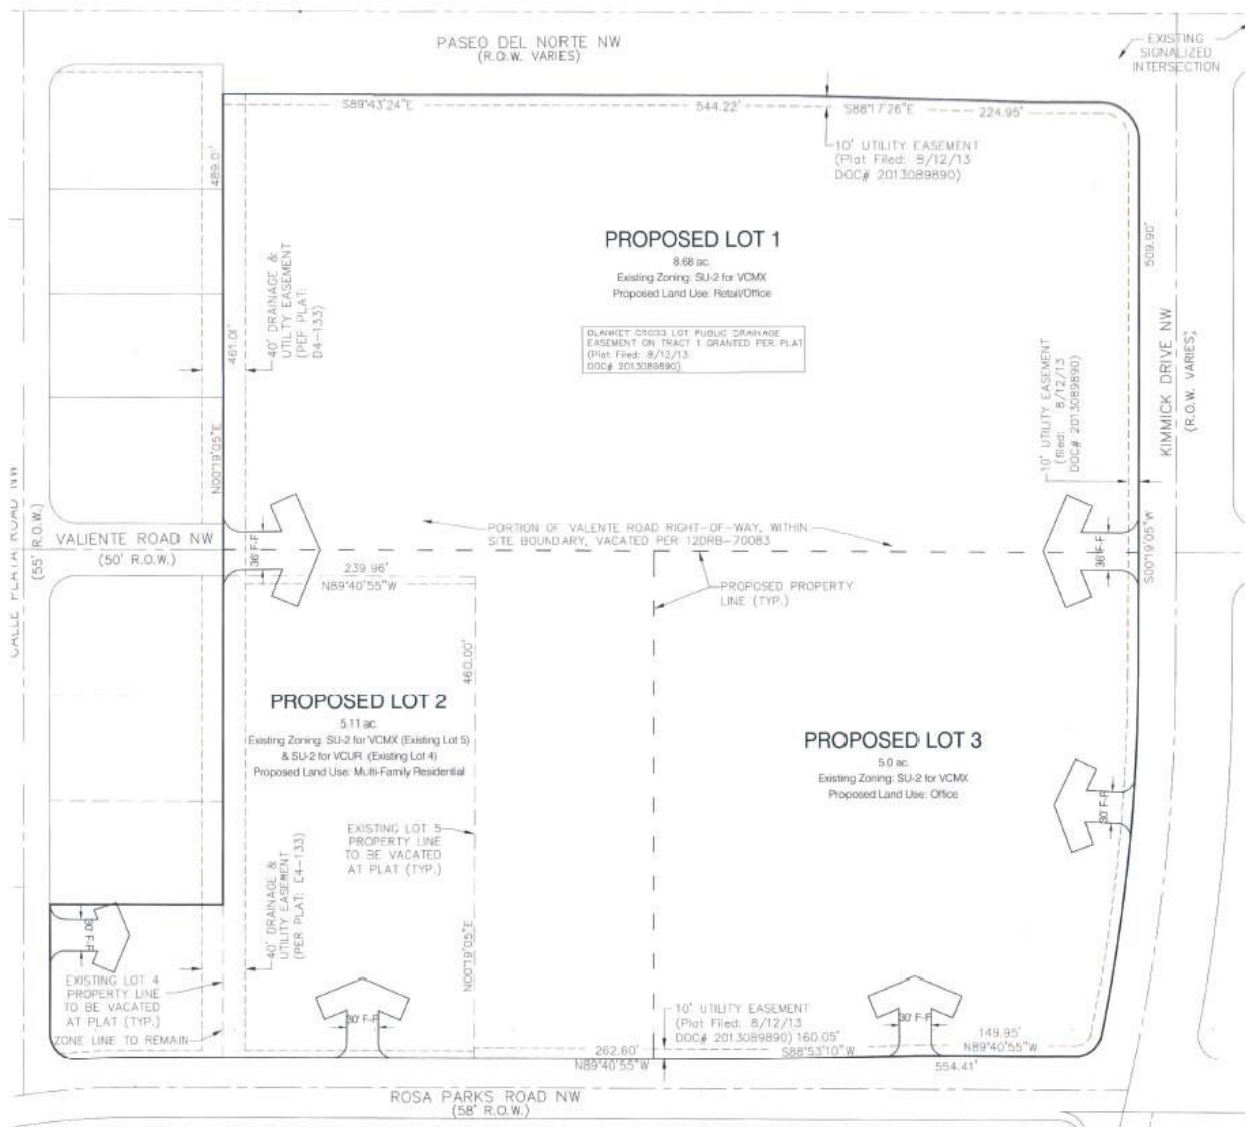 PASEO DEL NORTE NW
(R.O.W. VARIES)
EXISTING
SIGNALIZED
INTERSECTION
S89°43'24"E
544.22'
S88°17'26"E
224.95'
10' UTILITY EASEMENT
(Plat Filed: 8/12/13
DOC# 2013089890)
489.01'
PROPOSED LOT 1
8.68 ac.
Existing Zoning: SU-2 for VCMX
Proposed Land Use: Retail/Office
BLANKET CROSS LOT PUBLIC DRAINAGE
EASEMENT ON TRACT 1 GRANTED PER PLAT
(Plat Filed: 8/12/13
DOC# 2013089890)
40' DRAINAGE &
UTILTY EASEMENT
(PER PLAT:
D4-133)
461.01'
N00°19'05"E
509.90'
KIMMICK DRIVE NW
(R.O.W. VARIES)
10' UTILITY EASEMENT
(filed: 8/12/13
DOC# 2013089890)
S00°19'05"W
CALLE PLATA ROAD NW
(55' R.O.W.)
VALIENTE ROAD NW
(50' R.O.W.)
36' F-F
PORTION OF VALENTE ROAD RIGHT-OF-WAY, WITHIN
SITE BOUNDARY, VACATED PER 12DRB-70083
36' F-F
239.96'
N89°40'55"W
PROPOSED PROPERTY
LINE (TYP.)
460.00'
PROPOSED LOT 2
5.11 ac.
Existing Zoning: SU-2 for VCMX (Existing Lot 5)
& SU-2 for VCUR (Existing Lot 4)
Proposed Land Use: Multi-Family Residential
PROPOSED LOT 3
5.0 ac.
Existing Zoning: SU-2 for VCMX
Proposed Land Use: Office
30' F-F
EXISTING LOT 5
PROPERTY LINE
TO BE VACATED
AT PLAT (TYP.)
40' DRAINAGE &
UTILITY EASEMENT
(PER PLAT: D4-133)
N00°19'05"E
30' F-F
EXISTING LOT 4
PROPERTY LINE
TO BE VACATED
AT PLAT (TYP.)
ZONE LINE TO REMAIN
30' F-F
10' UTILITY EASEMENT
(Plat Filed: 8/12/13
DOC# 2013089890) 160.05'
S88°53'10"W
30' F-F
149.95'
N89°40'55"W
554.41'
262.60'
N89°40'55"W
ROSA PARKS ROAD NW
(58' R.O.W.)